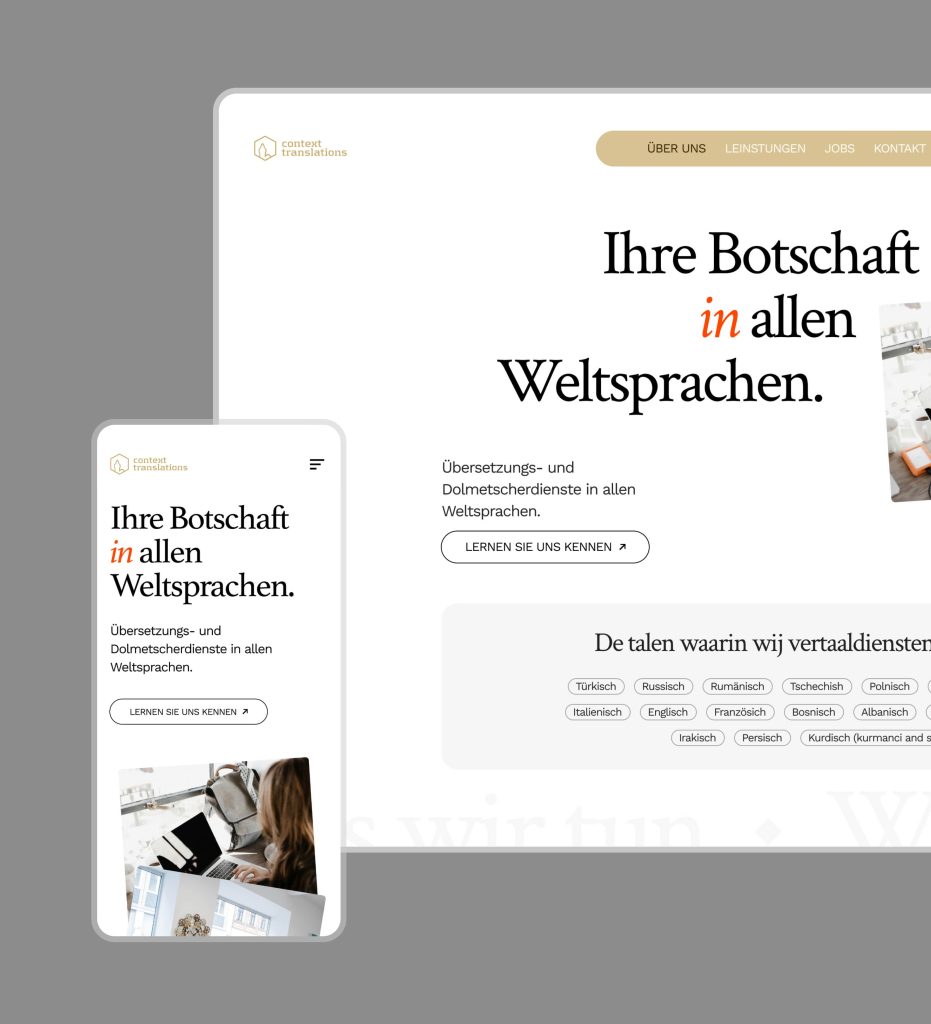 context
translations
ÜBER UNS LEINSTUNGEN JOBS KONTAKT
Ihre Botschaft
in allen
Weltsprachen.
Übersetzungs- und
Dolmetscherdienste in allen
Weltsprachen.
LERNEN SIE UNS KENNEN
De talen waarin wij vertaaldiensten
Türkisch Russisch Rumänisch Tschechish Polnisch
Italienisch Englisch Französich Bosnisch Albanisch
Irakisch Persisch Kurdisch (kurmanci and s
s wir tun W
context
translations
Ihre Botschaft
in allen
Weltsprachen.
Übersetzungs- und
Dolmetscherdienste in allen
Weltsprachen.
LERNEN SIE UNS KENNEN